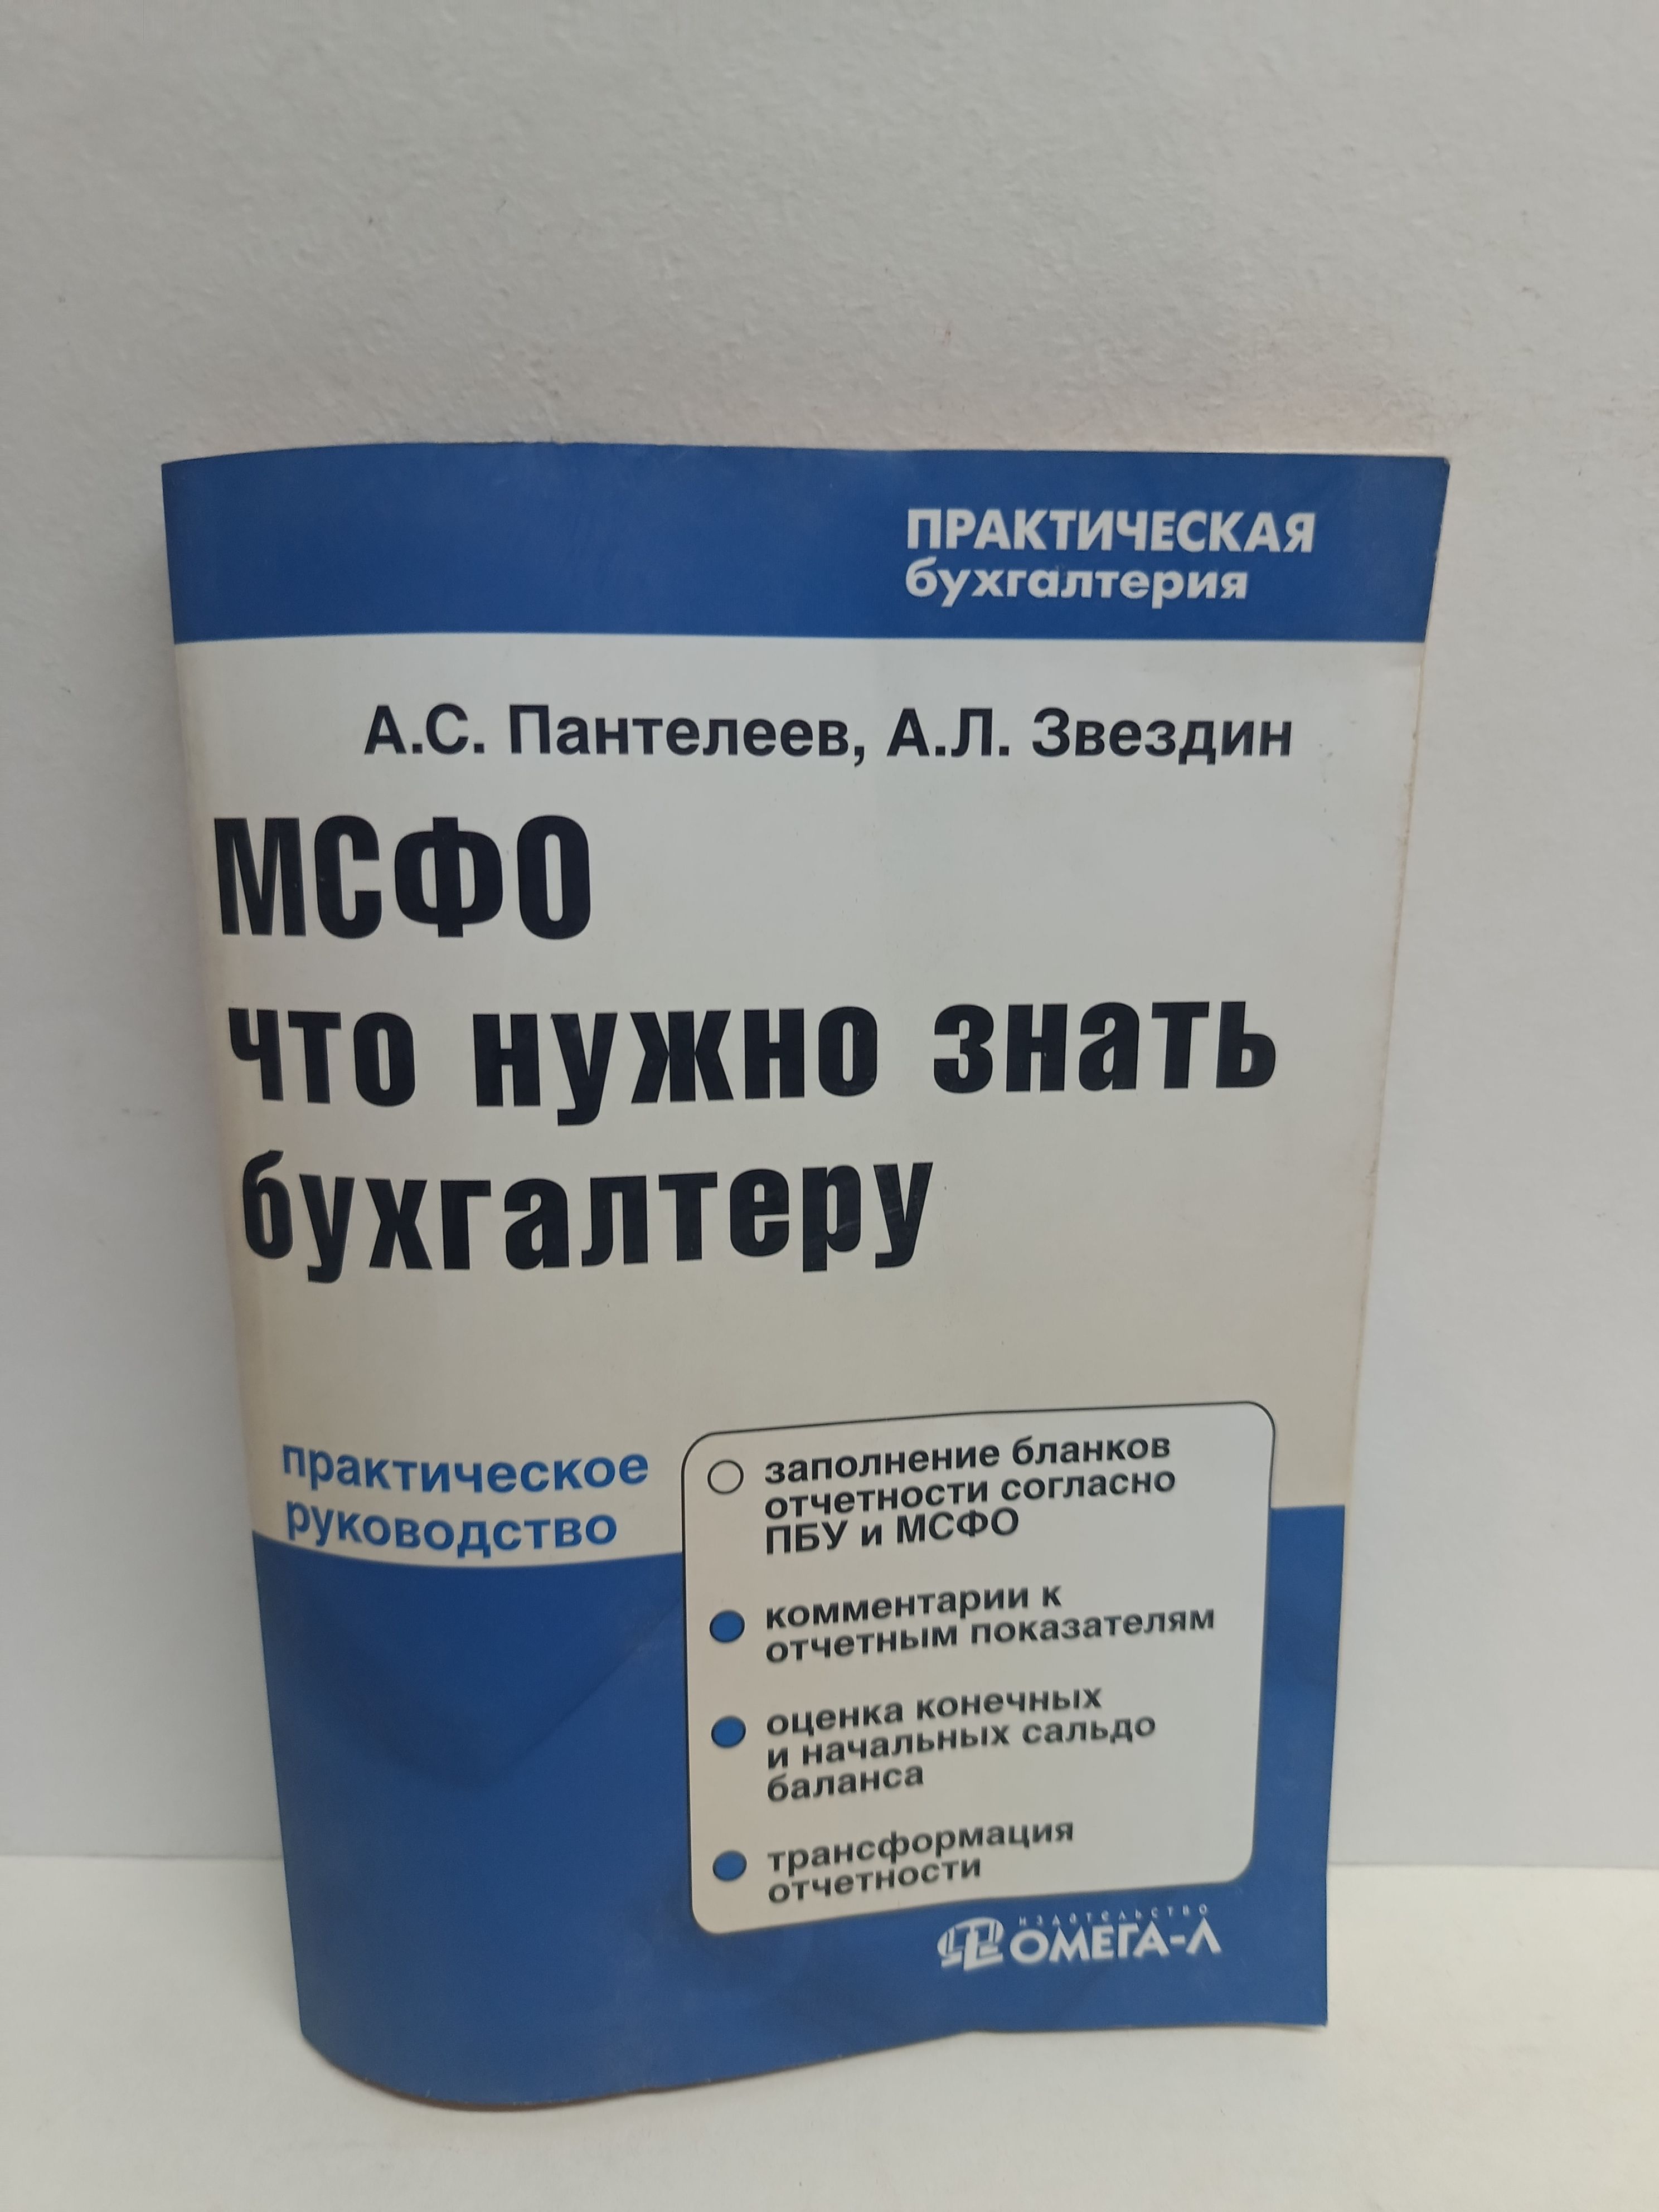 ПРАКТИЧЕСКАЯ
бухгалтерия
А.С. Пантелеев, А.Л. Звездин
МСФО
что нужно знать
бухгалтеру
практическое
руководство
заполнение бланков
отчетности согласно
ПБУ и МСФО
комментарии к
отчетным показателям
оценка конечных
и начальных сальдо
баланса
трансформация
отчетности
ИЗДАТЕЛЬСТВО
ОМЕГА-Л